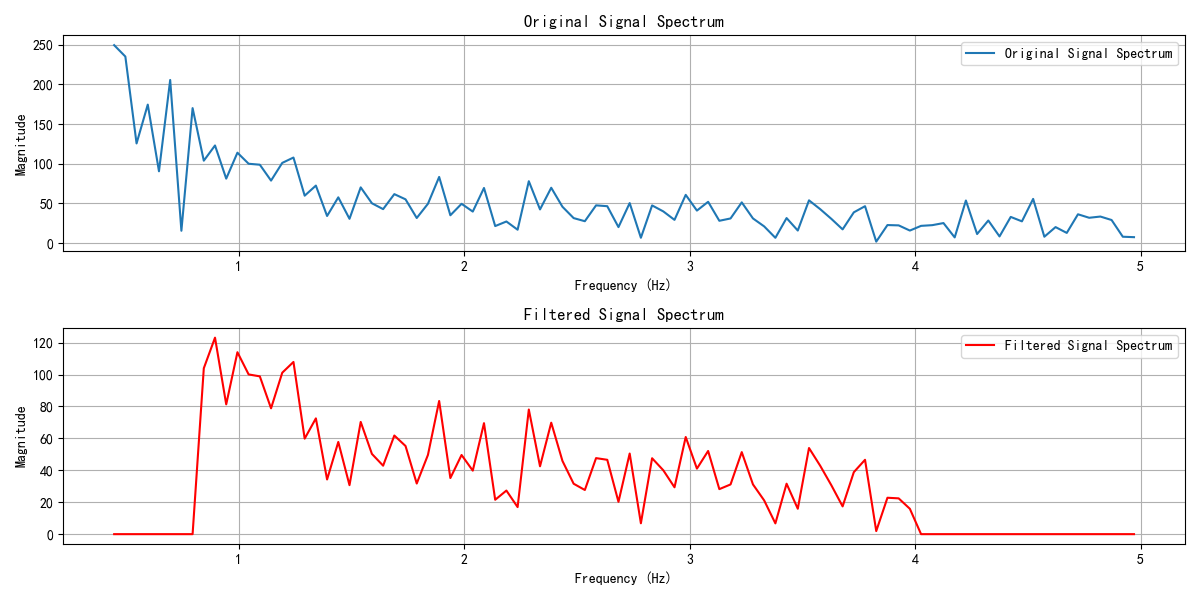 Original Signal Spectrum
Original Signal Spectrum
250
200
150
100
50
0
Magnitude
1 2 3 4 5
Frequency (Hz)
Filtered Signal Spectrum
Filtered Signal Spectrum
120
100
80
60
40
20
0
Magnitude
1 2 3 4 5
Frequency (Hz)